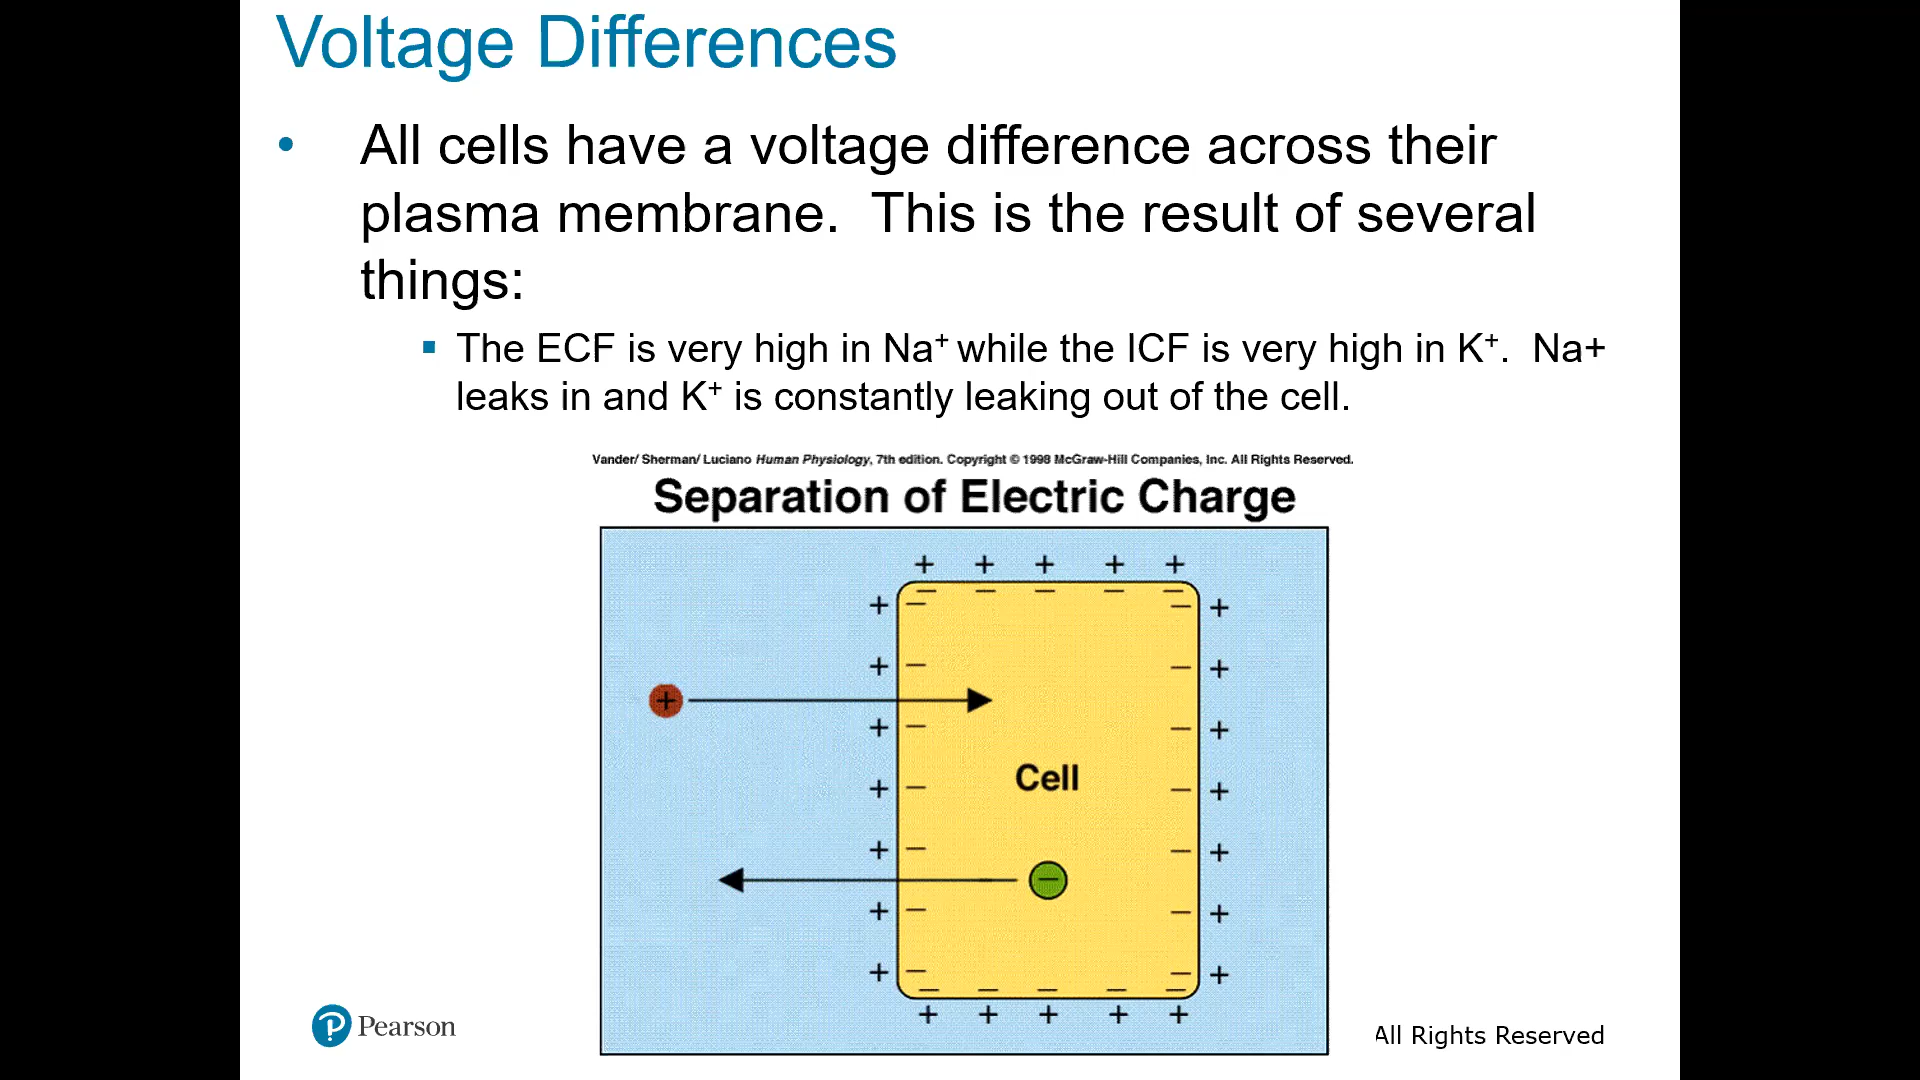 Voltage Differences
• All cells have a voltage difference across their
plasma membrane. This is the result of several
things:
▪ The ECF is very high in Na⁺ while the ICF is very high in K⁺. Na+
leaks in and K⁺ is constantly leaking out of the cell.
Vander/ Sherman/ Luciano Human Physiology, 7th edition. Copyright © 1998 McGraw-Hill Companies, Inc. All Rights Reserved.
Separation of Electric Charge
+ + + + +
− − − − −
+ − − +
+ − − +
+
+ − − +
Cell
+ − − +
+ − − +
−
+ − − +
+ − − +
− − − − −
+ + + + +
Pearson
All Rights Reserved